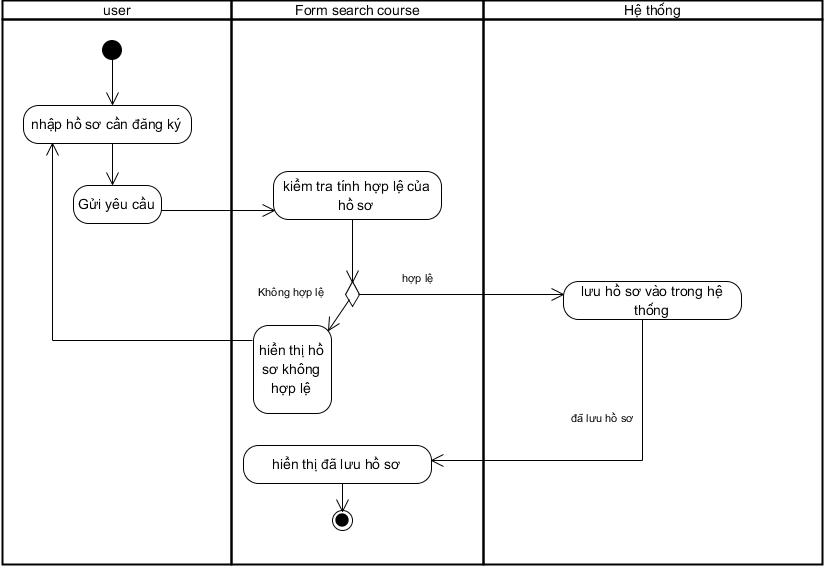 user
Form search course
Hệ thống
nhập hồ sơ cần đăng ký
Gửi yêu cầu
kiểm tra tính hợp lệ của
hồ sơ
hợp lệ
Không hợp lệ
lưu hồ sơ vào trong hệ
thống
hiển thị hồ
sơ không
hợp lệ
đã lưu hồ sơ
hiển thị đã lưu hồ sơ